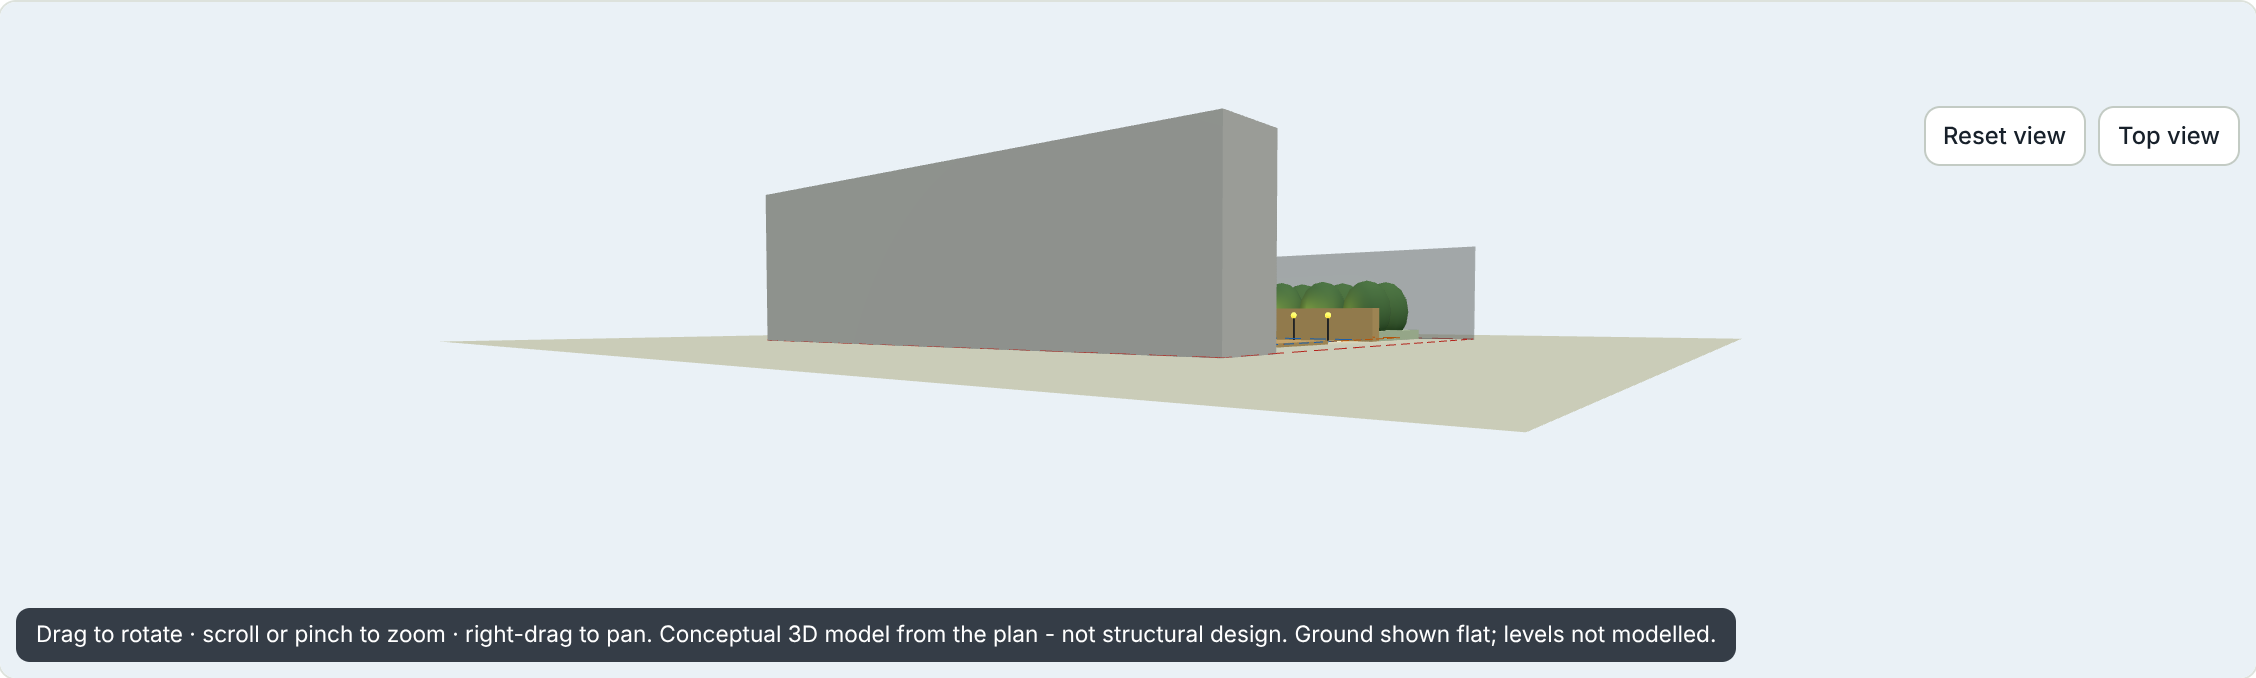 Reset view
Top view
Drag to rotate · scroll or pinch to zoom · right-drag to pan. Conceptual 3D model from the plan - not structural design. Ground shown flat; levels not modelled.